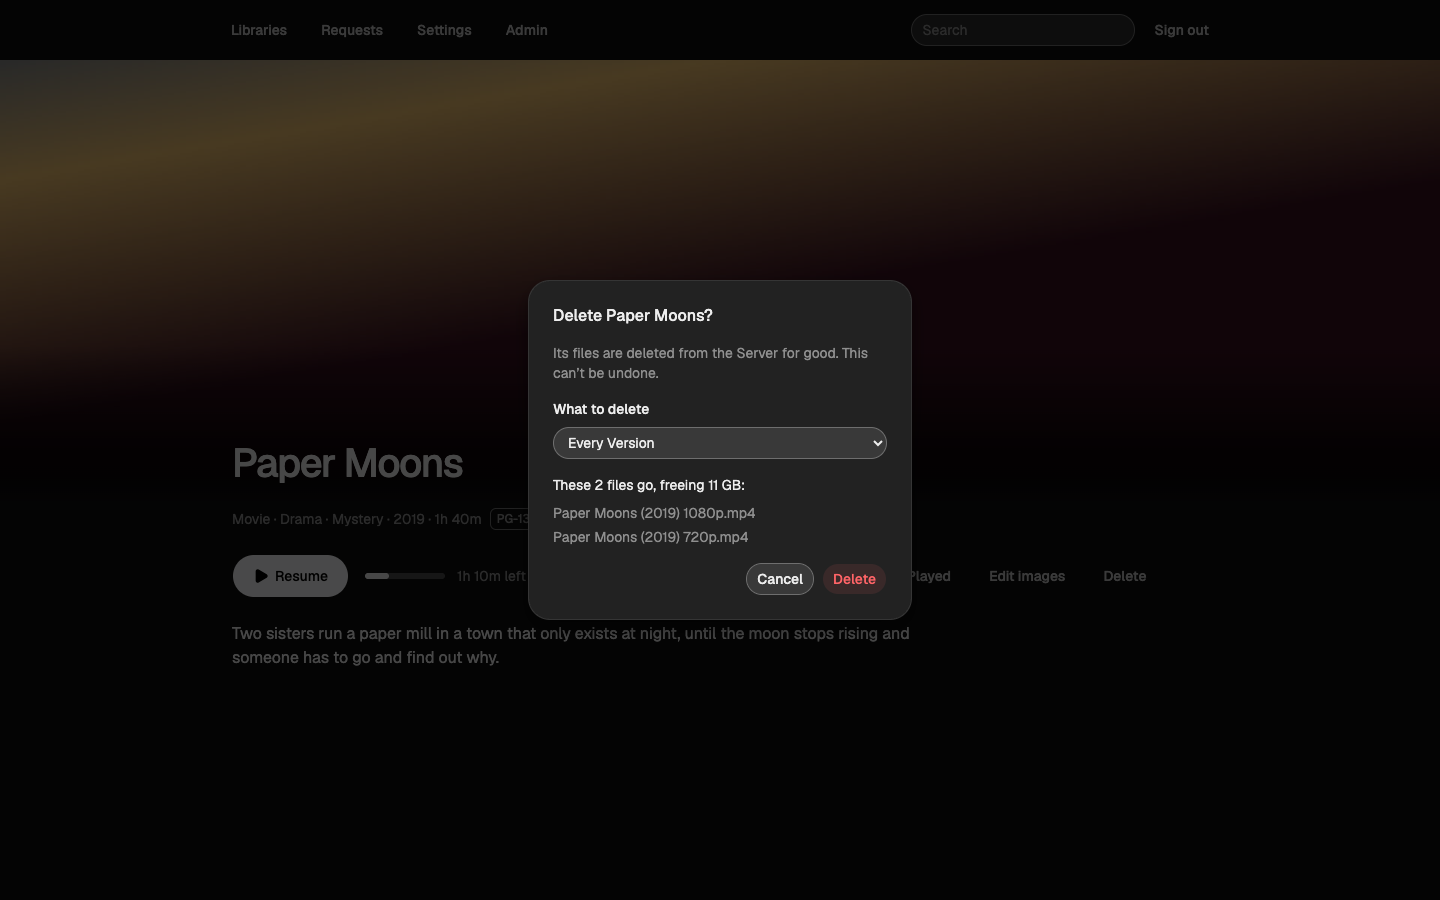 Libraries Requests Settings Admin Search Sign out
Delete Paper Moons?
Its files are deleted from the Server for good. This
can’t be undone.
What to delete
Every Version
These 2 files go, freeing 11 GB:
Paper Moons (2019) 1080p.mp4
Paper Moons (2019) 720p.mp4
Cancel Delete
Paper Moons
Movie · Drama · Mystery · 2019 · 1h 40m PG-13
Resume 1h 10m left Played Edit images Delete
Two sisters run a paper mill in a town that only exists at night, until the moon stops rising and
someone has to go and find out why.